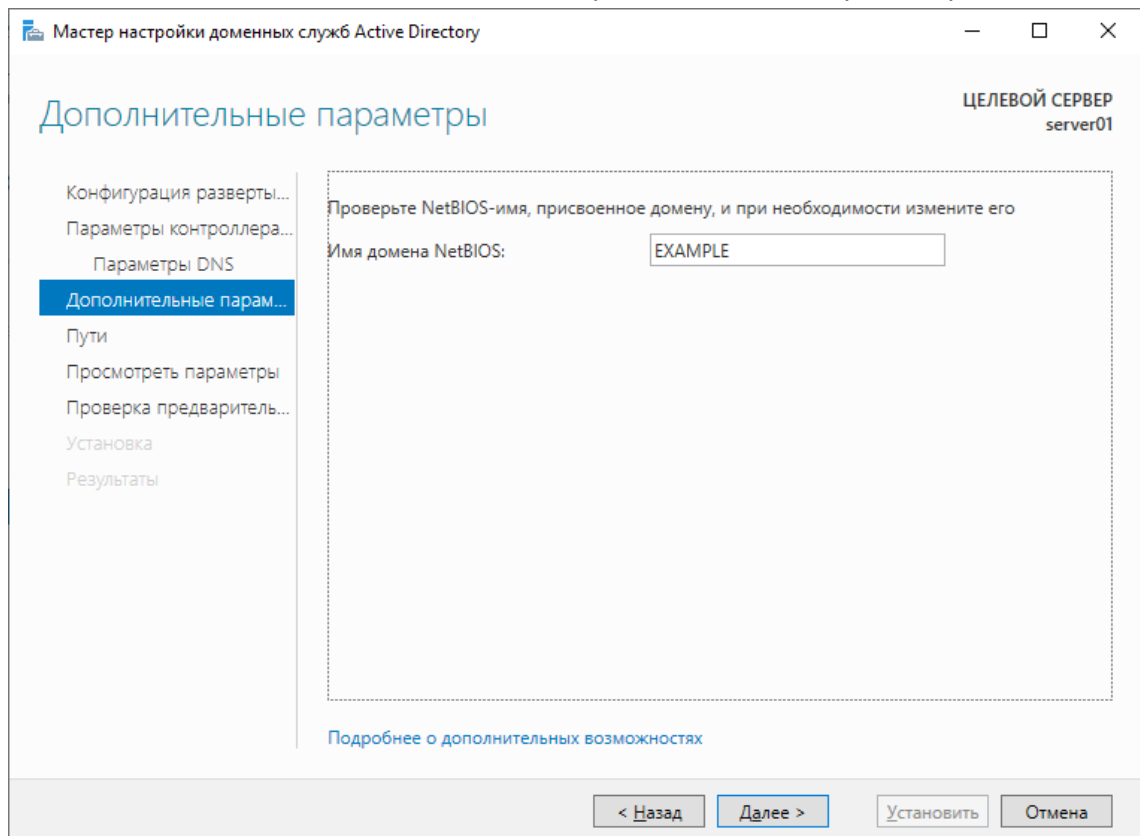 Мастер настройки доменных служб Active Directory
Дополнительные параметры
ЦЕЛЕВОЙ СЕРВЕР
server01
Конфигурация разверты...
Параметры контроллера...
Параметры DNS
Дополнительные парам...
Пути
Просмотреть параметры
Проверка предваритель...
Установка
Результаты
Проверьте NetBIOS-имя, присвоенное домену, и при необходимости измените его
Имя домена NetBIOS: EXAMPLE
Подробнее о дополнительных возможностях
< Назад Далее > Установить Отмена